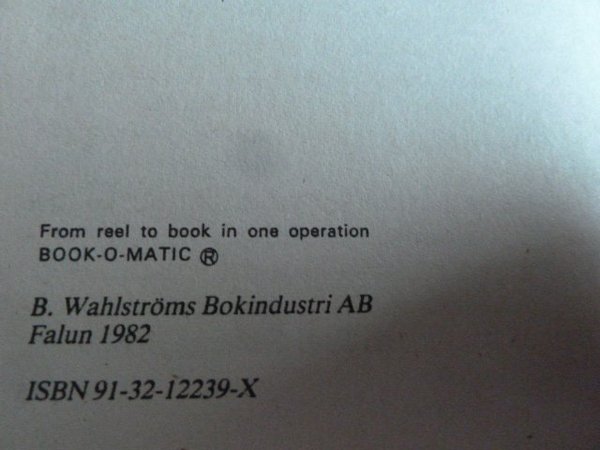 From reel to book in one operation
BOOK-O-MATIC ®
B. Wahlströms Bokindustri AB
Falun 1982
ISBN 91-32-12239-X